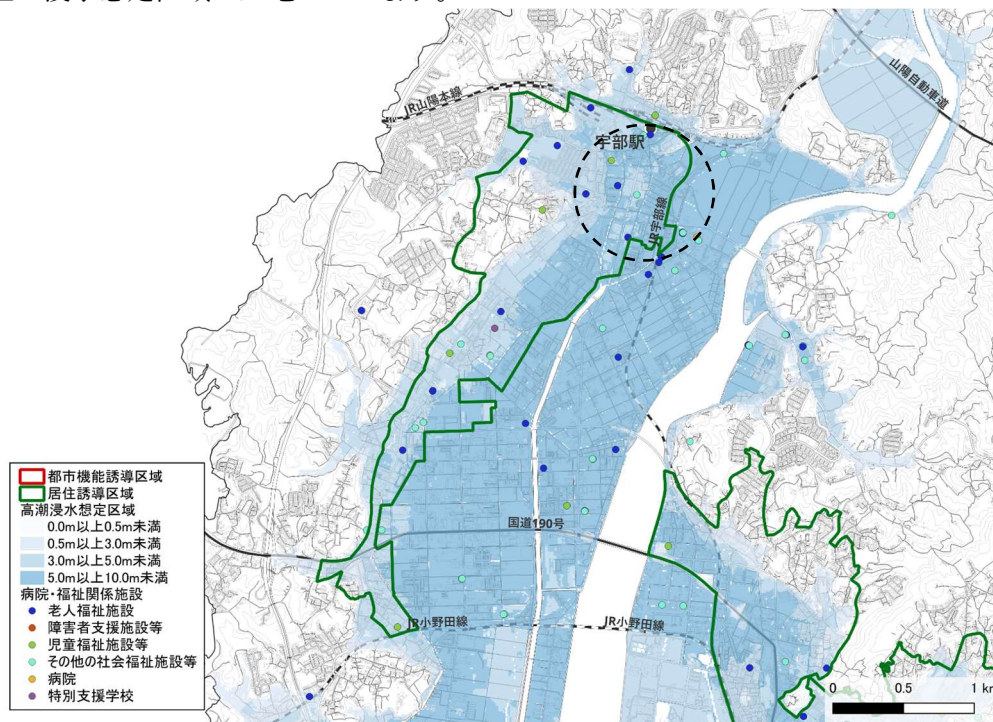 ます。
山陽自動車道
JR山陽本線
宇部駅
JR宇部線
国道190号
JR小野田線
JR小野田線
都市機能誘導区域
居住誘導区域
高潮浸水想定区域
0.0m以上0.5m未満
0.5m以上3.0m未満
3.0m以上5.0m未満
5.0m以上10.0m未満
病院・福祉関係施設
老人福祉施設
障害者支援施設等
児童福祉施設等
その他の社会福祉施設等
病院
特別支援学校
0 0.5 1 km